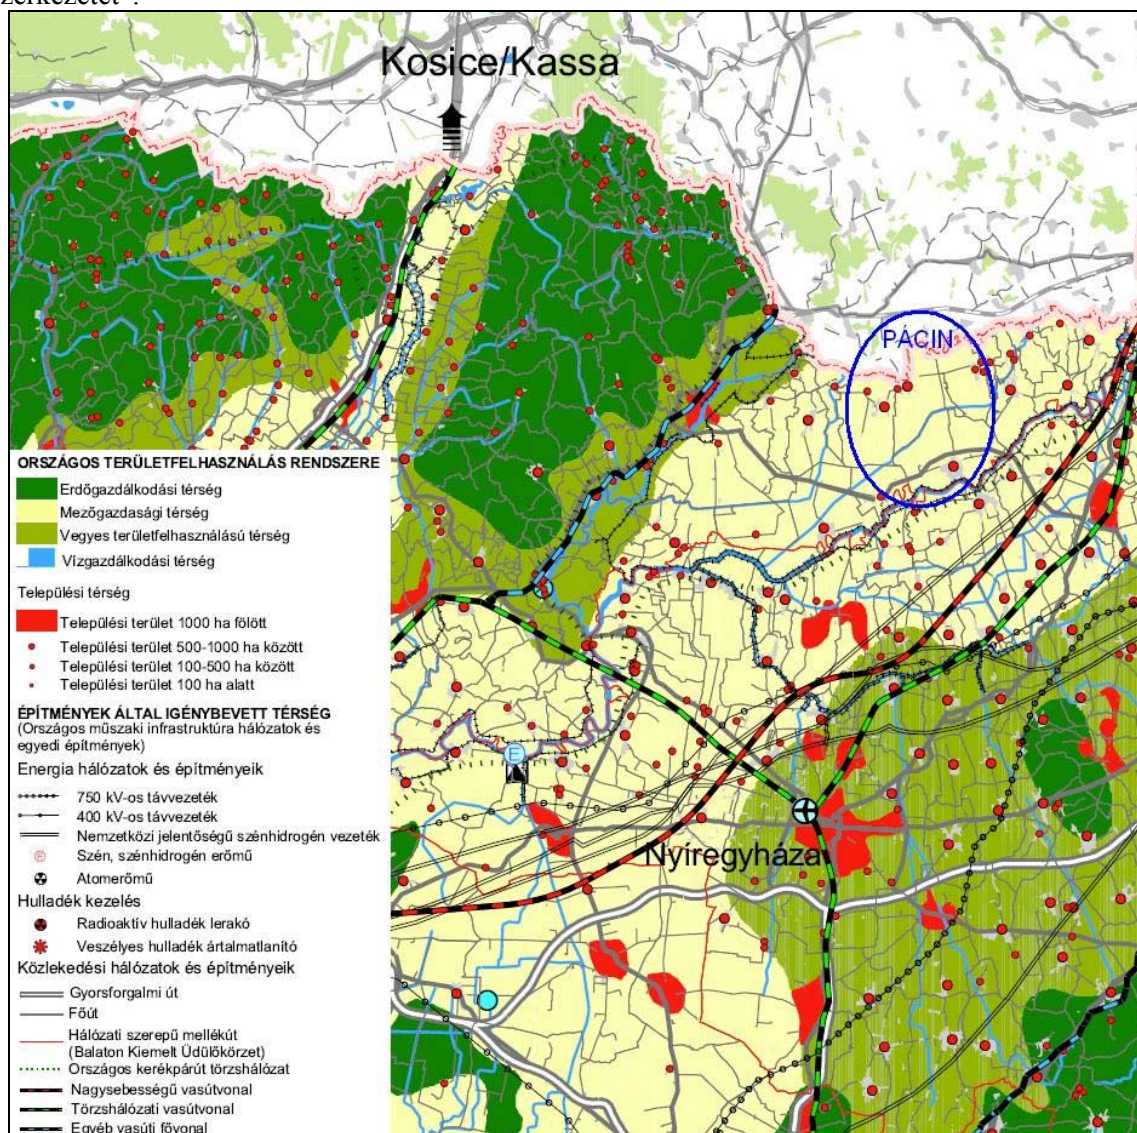 zerkezetet".
Kosice/Kassa
PÁCIN
Nyíregyháza
ORSZÁGOS TERÜLETFELHASZNÁLÁS RENDSZERE
Erdőgazdálkodási térség
Mezőgazdasági térség
Vegyes területfelhasználású térség
Vízgazdálkodási térség
Települési térség
Települési terület 1000 ha fölött
Települési terület 500-1000 ha között
Települési terület 100-500 ha között
Települési terület 100 ha alatt
ÉPÍTMÉNYEK ÁLTAL IGÉNYBEVETT TÉRSÉG
(Országos műszaki infrastruktúra hálózatok és
egyedi építmények)
Energia hálózatok és építményeik
750 kV-os távvezeték
400 kV-os távvezeték
Nemzetközi jelentőségű szénhidrogén vezeték
E Szén, szénhidrogén erőmű
Atomerőmű
Hulladék kezelés
Radioaktív hulladék lerakó
Veszélyes hulladék ártalmatlanító
Közlekedési hálózatok és építményeik
Gyorsforgalmi út
Főút
Hálózati szerepű mellékút
(Balaton Kiemelt Üdülőkörzet)
Országos kerékpárút törzshálózat
Nagysebességű vasútvonal
Törzshálózati vasútvonal
Egyéb vasúti fővonal
E